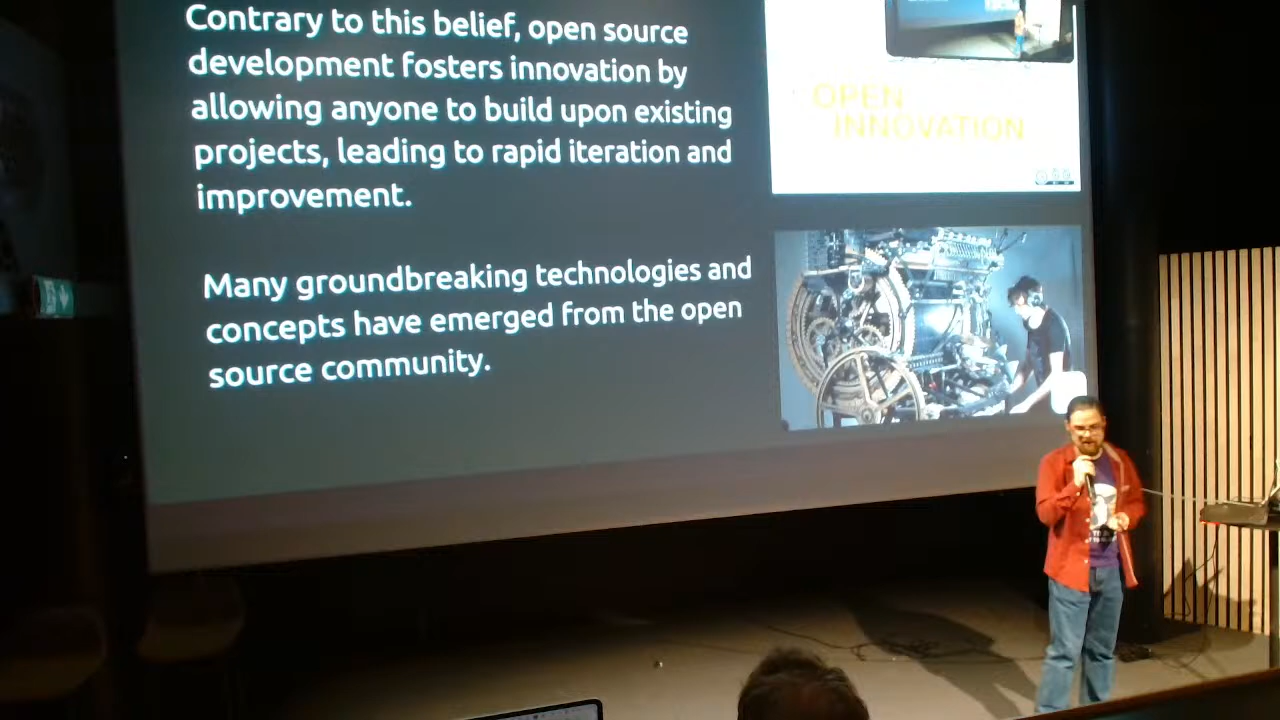 Contrary to this belief, open source
development fosters innovation by
allowing anyone to build upon existing
projects, leading to rapid iteration and
improvement.
Many groundbreaking technologies and
concepts have emerged from the open
source community.
OPEN
INNOVATION